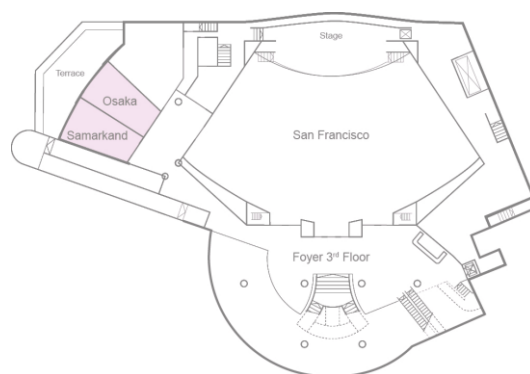 Stage
Terrace
Osaka
Samarkand
San Francisco
Foyer 3rd Floor